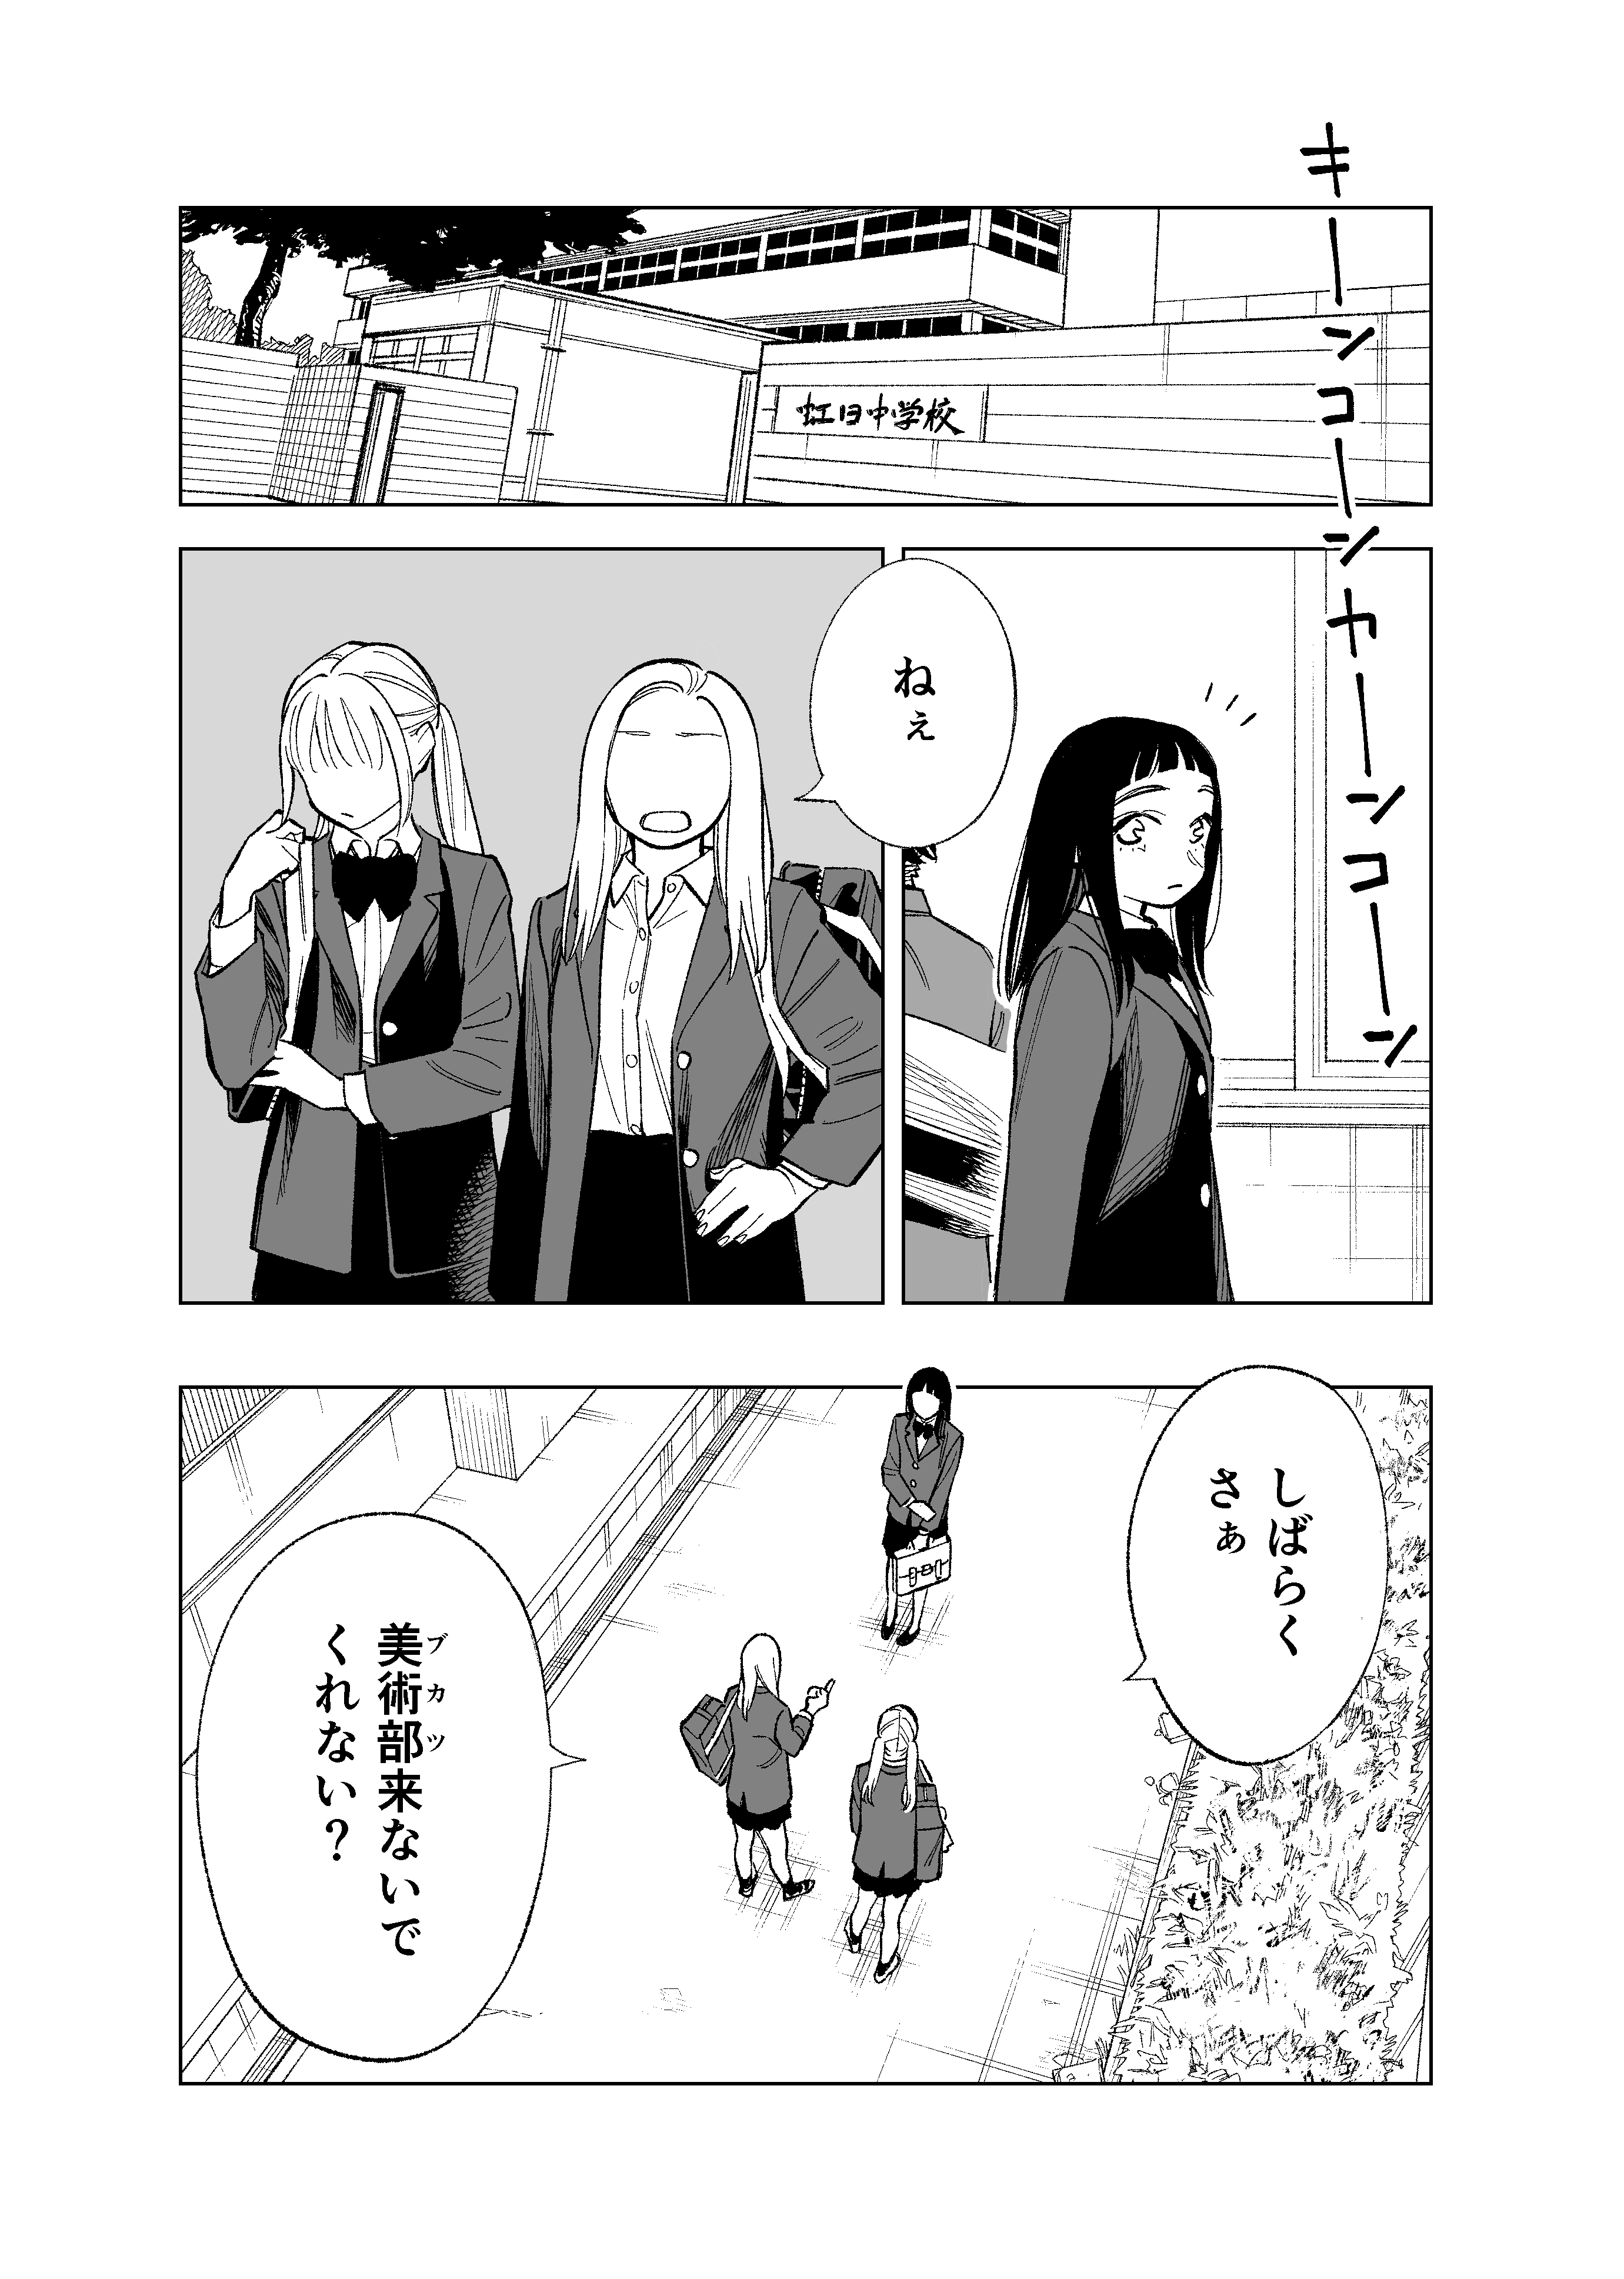 キーンコーンカーンコーン
虹日中学校
ねぇ
しばらく
さぁ
美術部来ないで
ブカツ
くれない？